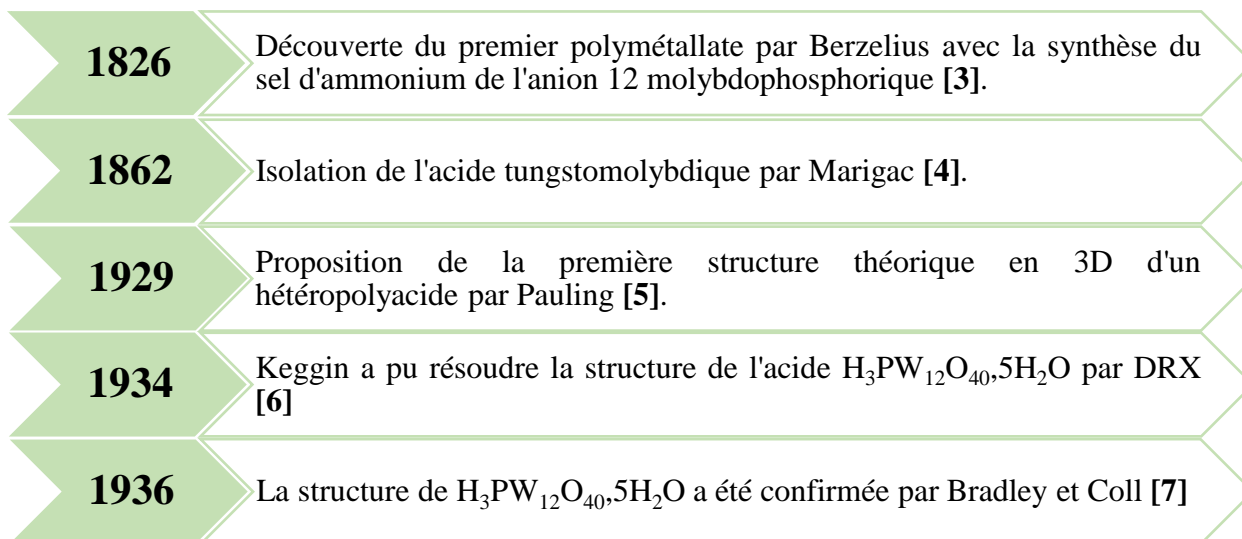 1826
Découverte du premier polymétallate par Berzelius avec la synthèse du
sel d'ammonium de l'anion 12 molybdophosphorique [3].
1862
Isolation de l'acide tungstomolybdique par Marigac [4].
1929
Proposition de la première structure théorique en 3D d'un
hétéropolyacide par Pauling [5].
1934
Keggin a pu résoudre la structure de l'acide H₃PW₁₂O₄₀,5H₂O par DRX
[6]
1936
La structure de H₃PW₁₂O₄₀,5H₂O a été confirmée par Bradley et Coll [7]